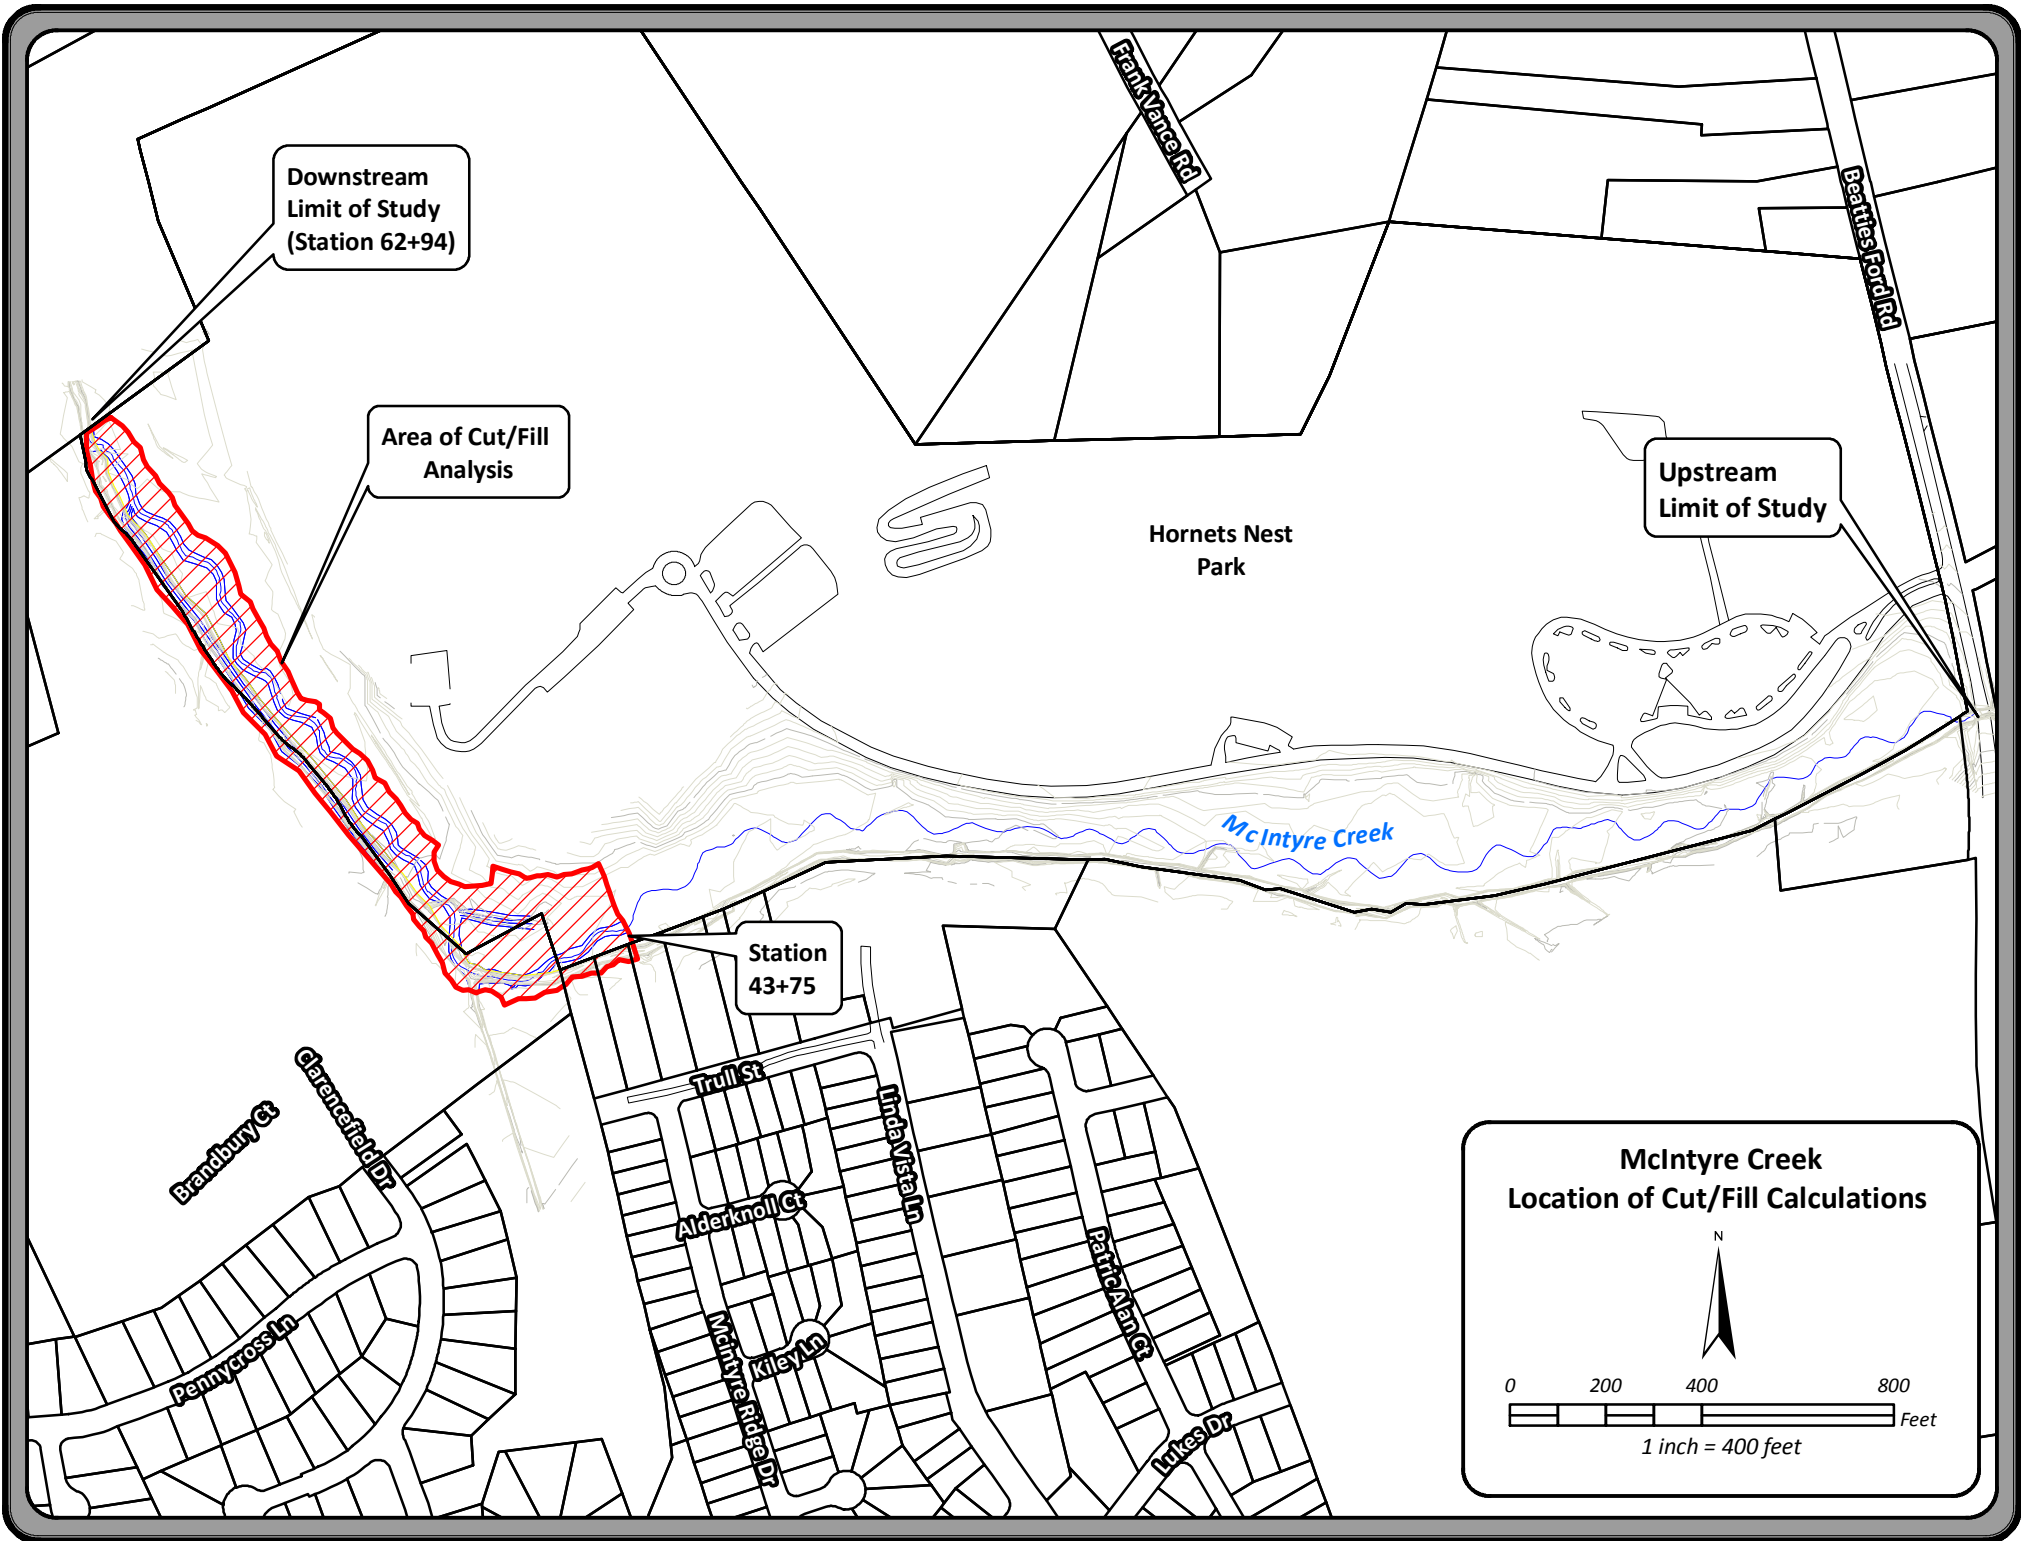 Frank Vance Rd
Beatties Ford Rd
Downstream
Limit of Study
(Station 62+94)
Area of Cut/Fill
Analysis
Upstream
Limit of Study
Hornets Nest
Park
McIntyre Creek
Station
43+75
Clarencefield Dr
Brandbury Ct
Trull St
Linda Vista Ln
Alderknoll Ct
Patric Alan Ct
Pennycross Ln
McIntyre Ridge Dr
Kiley Ln
Lukes Dr
McIntyre Creek
Location of Cut/Fill Calculations
N
0 200 400 800
Feet
1 inch = 400 feet